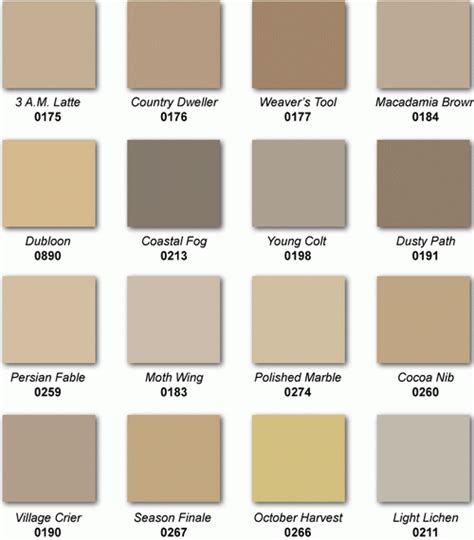 3 A.M. Latte
0175
Country Dweller
0176
Weaver's Tool
0177
Macadamia Brown
0184
Dubloon
0890
Coastal Fog
0213
Young Colt
0198
Dusty Path
0191
Persian Fable
0259
Moth Wing
0183
Polished Marble
0274
Cocoa Nib
0260
Village Crier
0190
Season Finale
0267
October Harvest
0266
Light Lichen
0211